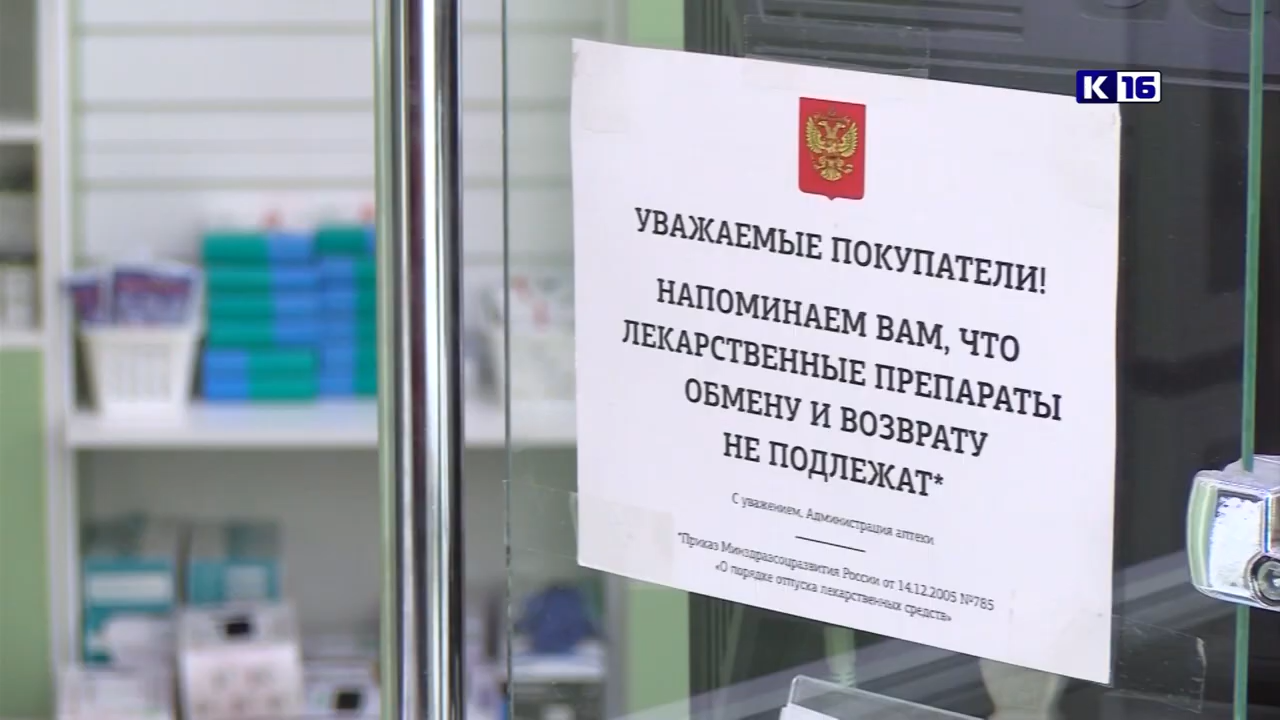 К 16
УВАЖАЕМЫЕ ПОКУПАТЕЛИ!
НАПОМИНАЕМ ВАМ, ЧТО
ЛЕКАРСТВЕННЫЕ ПРЕПАРАТЫ
ОБМЕНУ И ВОЗВРАТУ
НЕ ПОДЛЕЖАТ*
С уважением, Администрация аптеки
*Приказ Минздравсоцразвития России от 14.12.2005 №785
«О порядке отпуска лекарственных средств»